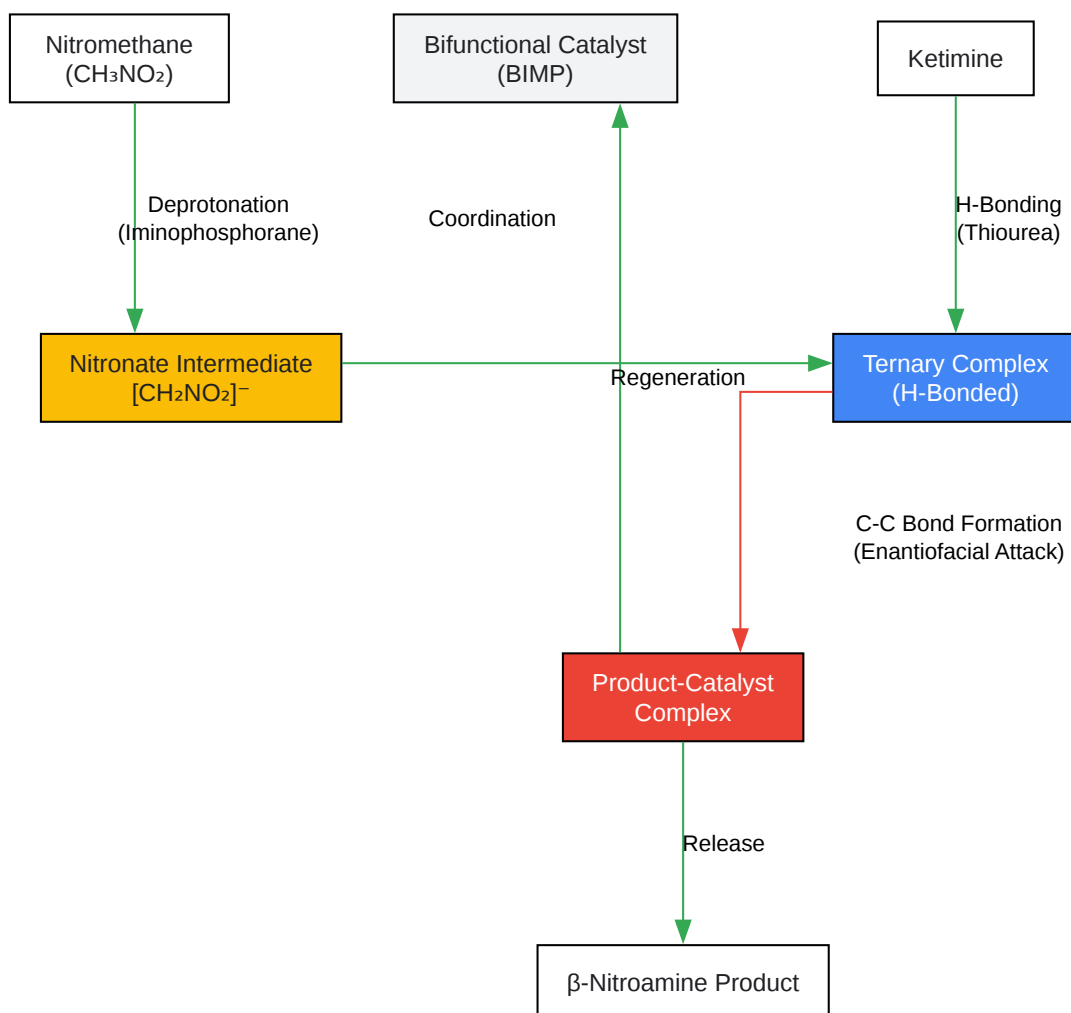 Nitromethane
(CH₃NO₂)
Bifunctional Catalyst
(BIMP)
Ketimine
Deprotonation
(Iminophosphorane)
Coordination
H-Bonding
(Thiourea)
Nitronate Intermediate
[CH₂NO₂]⁻
Regeneration
Ternary Complex
(H-Bonded)
C-C Bond Formation
(Enantiofacial Attack)
Product-Catalyst
Complex
Release
β-Nitroamine Product